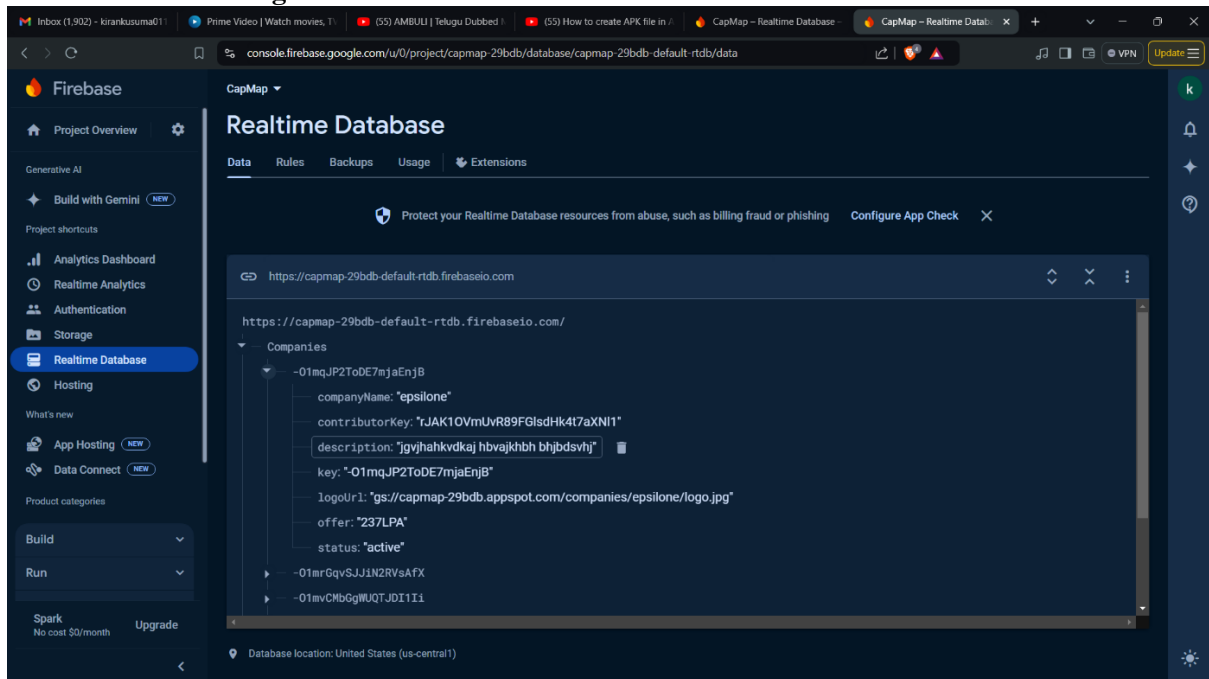 Inbox (1,902) - kirankusuma011
Prime Video | Watch movies, T
(55) AMBULI | Telugu Dubbed
(55) How to create APK file in A
CapMap – Realtime Database –
CapMap – Realtime Datab
console.firebase.google.com/u/0/project/capmap-29bdb/database/capmap-29bdb-default-rtdb/data
VPN
Update
Firebase
CapMap
k
Project Overview
Realtime Database
Data Rules Backups Usage Extensions
Generative AI
Build with Gemini NEW
Protect your Realtime Database resources from abuse, such as billing fraud or phishing Configure App Check
Project shortcuts
Analytics Dashboard
Realtime Analytics
Authentication
Storage
Realtime Database
Hosting
What's new
App Hosting NEW
Data Connect NEW
Product categories
Build
Run
Spark
No cost $0/month
Upgrade
https://capmap-29bdb-default-rtdb.firebaseio.com
https://capmap-29bdb-default-rtdb.firebaseio.com/
Companies
-O1mqJP2ToDE7mjaEnjB
companyName: "epsilone"
contributorKey: "rJAK1OVmUvR89FGlsdHk4t7aXNl1"
description: "jgvjhahkvdkaj hbvajkhbh bhjbdsvhj"
key: "-O1mqJP2ToDE7mjaEnjB"
logoUrl: "gs://capmap-29bdb.appspot.com/companies/epsilone/logo.jpg"
offer: "237LPA"
status: "active"
-O1mrGqvSJJiN2RVsAfX
-O1mvCMbGgWUQTJDI1Ii
Database location: United States (us-central1)